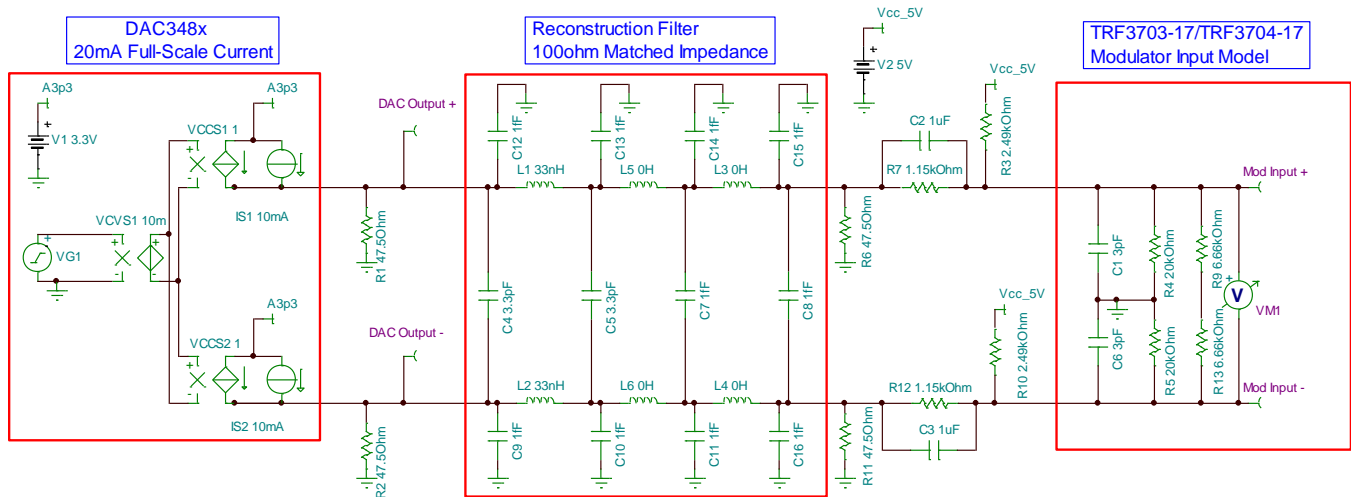 DAC348x
20mA Full-Scale Current
Reconstruction Filter
100ohm Matched Impedance
TRF3703-17/TRF3704-17
Modulator Input Model
Vcc_5V
V2 5V
A3p3
V1 3.3V
A3p3
VCCS1 1
IS1 10mA
VCVS1 10m
VG1
A3p3
VCCS2 1
IS2 10mA
DAC Output +
DAC Output -
R1 47.5Ohm
R2 47.5Ohm
C12 1fF
C13 1fF
C14 1fF
C15 1fF
L1 33nH
L5 0H
L3 0H
C4 3.3pF
C5 3.3pF
C7 1fF
C8 1fF
L2 33nH
L6 0H
L4 0H
C9 1fF
C10 1fF
C11 1fF
C16 1fF
C2 1uF
R7 1.15kOhm
R6 47.5Ohm
Vcc_5V
R3 2.49kOhm
Vcc_5V
R10 2.49kOhm
R12 1.15kOhm
C3 1uF
R11 47.5Ohm
Mod Input +
C1 3pF
R4 20kOhm
R9 6.66kOhm
V
VM1
C6 3pF
R5 20kOhm
R13 6.66kOhm
Mod Input -